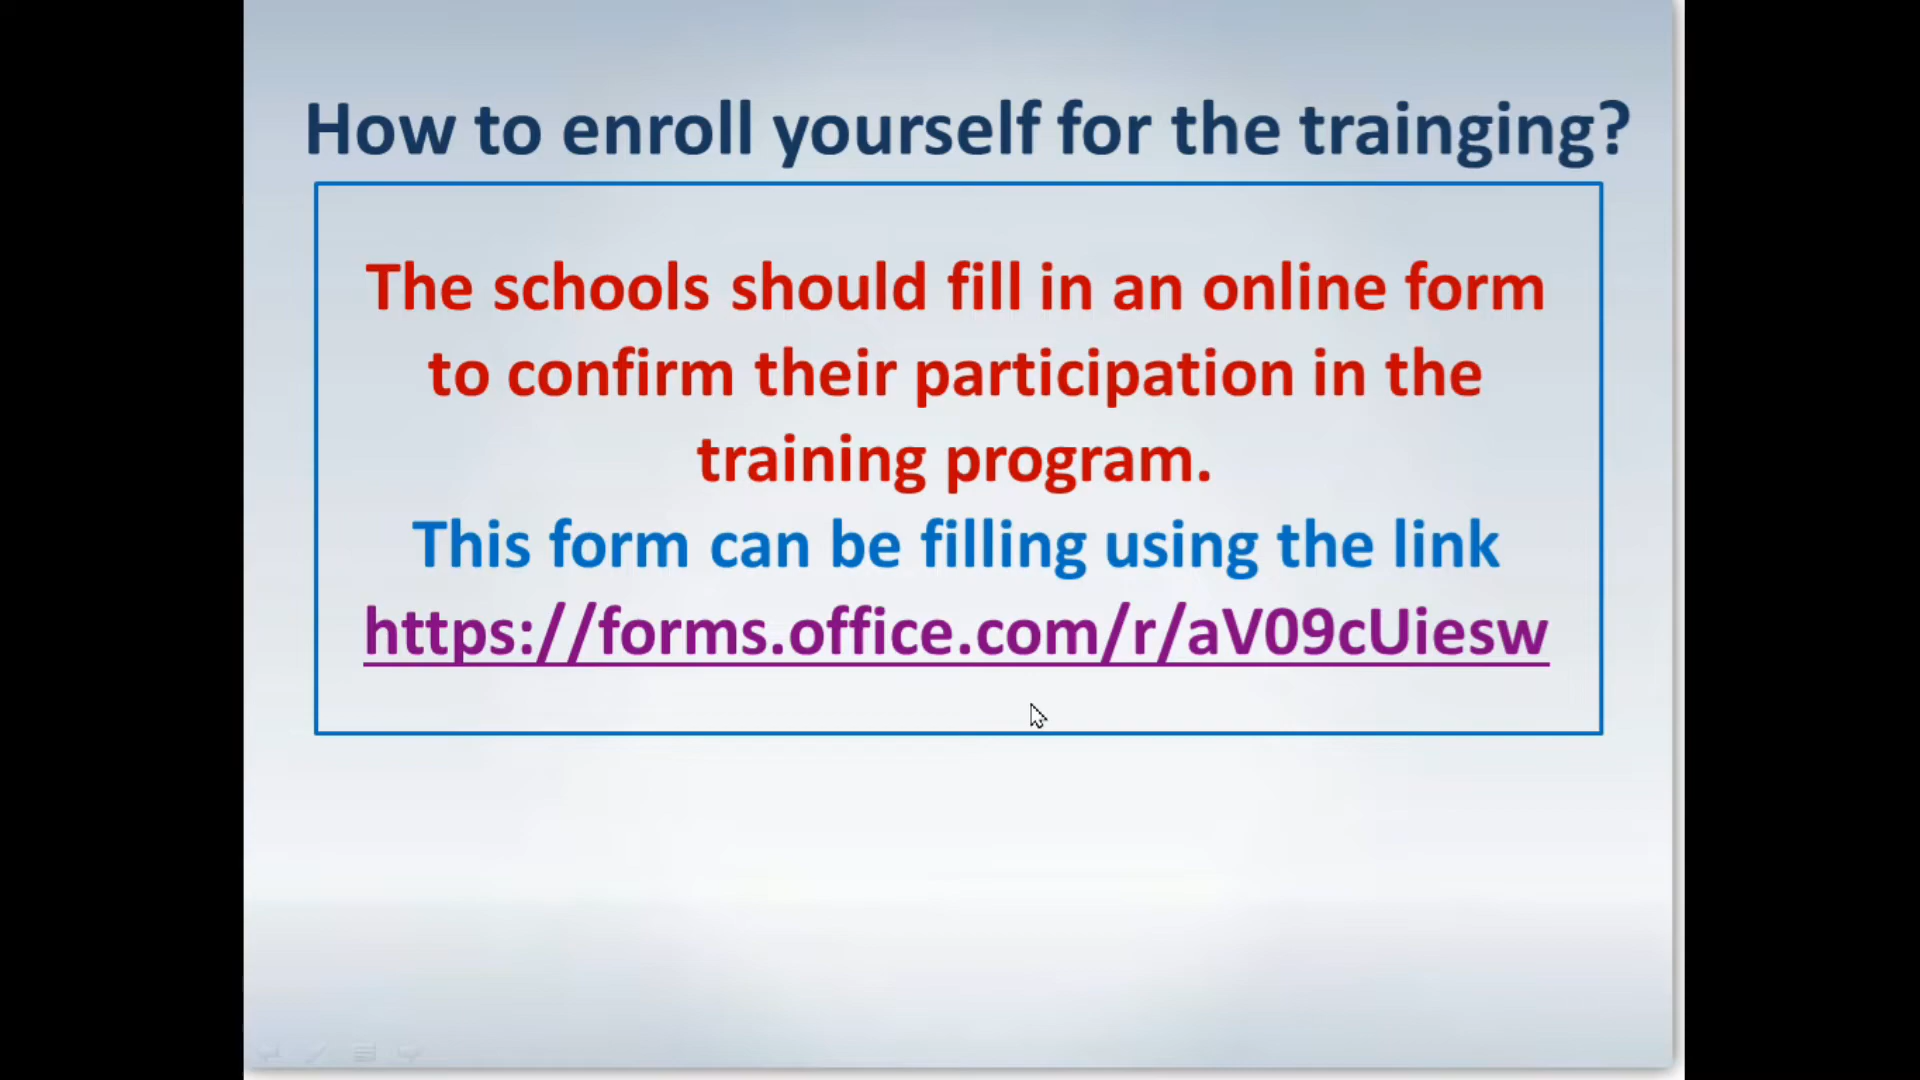 How to enroll yourself for the trainging?
The schools should fill in an online form
to confirm their participation in the
training program.
This form can be filling using the link
https://forms.office.com/r/aV09cUiesw